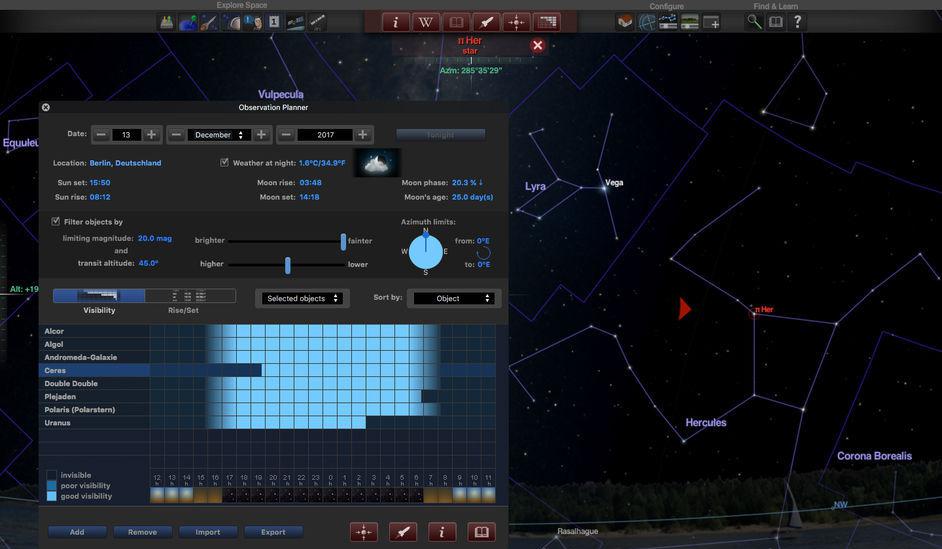 Explore Space
Configure
Find & Learn
i
W
1
?
π Her
star
Azm: 285°35'29"
Vulpecula
Equuleu
Lyra
Vega
π Her
Hercules
Corona Borealis
NW
Rasalhague
Alt: +19
Observation Planner
Date: 13 December 2017 Tonight
Location: Berlin, Deutschland
Weather at night: 1.6°C/34.9°F
Sun set: 15:50 Moon rise: 03:48 Moon phase: 20.3 % ↓
Sun rise: 08:12 Moon set: 14:18 Moon's age: 25.0 day(s)
Filter objects by
Azimuth limits:
limiting magnitude: 20.0 mag
and
transit altitude: 45.0°
brighter fainter
higher lower
N
W E
S
from: 0°E
to: 0°E
Visibility
Rise/Set
Selected objects
Sort by: Object
Alcor
Algol
Andromeda-Galaxie
Ceres
Double Double
Plejaden
Polaris (Polarstern)
Uranus
invisible
poor visibility
good visibility
12 13 14 15 16 17 18 19 20 21 22 23 0 1 2 3 4 5 6 7 8 9 10 11
h h h h h h h h h h h h h h h h h h h h h h h h
Add Remove Import Export
i